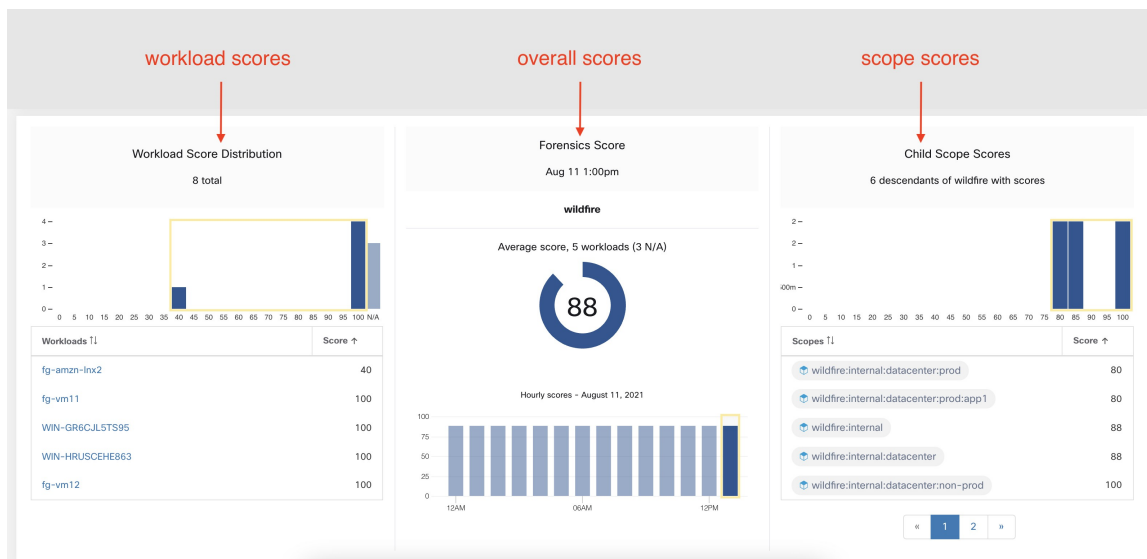 workload scores
overall scores
scope scores
Workload Score Distribution
8 total
4
3
2
1
0
0 5 10 15 20 25 30 35 40 45 50 55 60 65 70 75 80 85 90 95 100 N/A
Workloads Score
fg-amzn-lnx2 40
fg-vm11 100
WIN-GR6CJL5TS95 100
WIN-HRUSCEHE863 100
fg-vm12 100
Forensics Score
Aug 11 1:00pm
wildfire
Average score, 5 workloads (3 N/A)
88
Hourly scores - August 11, 2021
100
75
50
25
0
12AM 06AM 12PM
Child Scope Scores
6 descendants of wildfire with scores
2
2
1
0
0 5 10 15 20 25 30 35 40 45 50 55 60 65 70 75 80 85 90 95 100
Scopes Score
wildfire:internal:datacenter:prod 80
wildfire:internal:datacenter:prod:app1 80
wildfire:internal 88
wildfire:internal:datacenter 88
wildfire:internal:datacenter:non-prod 100
« 1 2 »